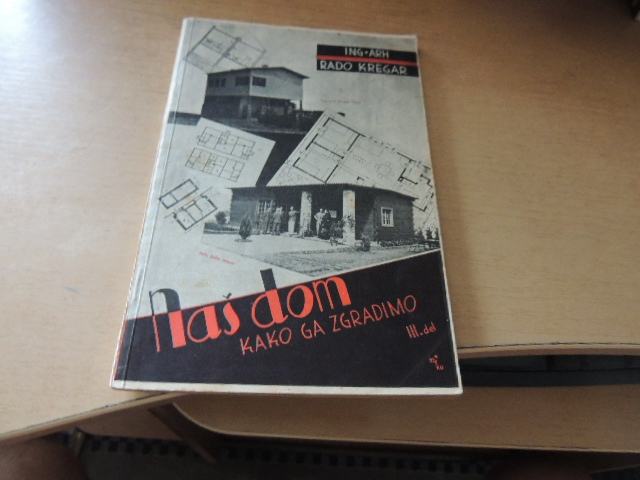 ING·ARH
RADO KREGAR
Naš dom
KAKO GA ZGRADIMO
III. del